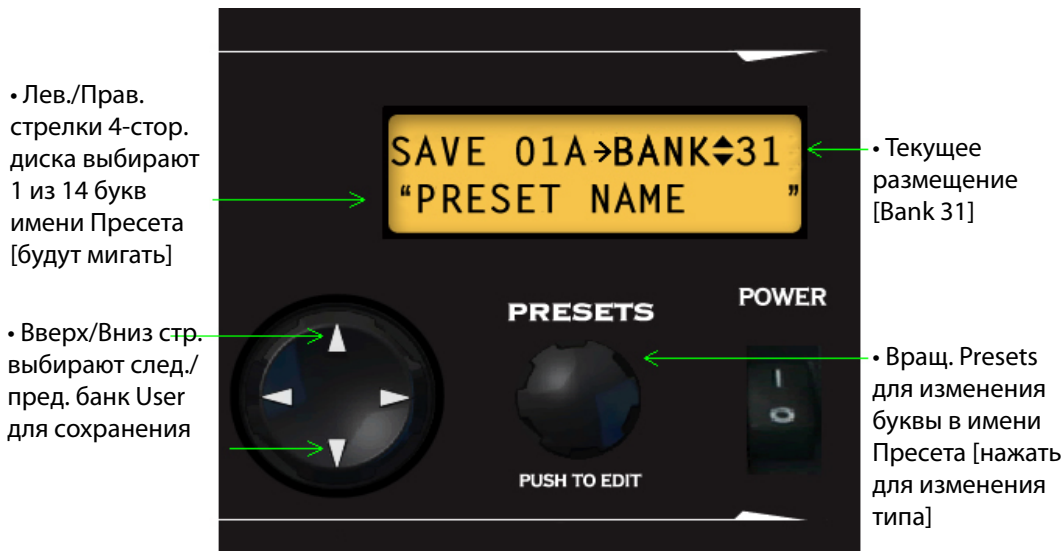 • Лев./Прав.
стрелки 4-стор.
диска выбирают
1 из 14 букв
имени Пресета
[будут мигать]
SAVE 01A→BANK♦31
“PRESET NAME ”
• Текущее
размещение
[Bank 31]
• Вверх/Вниз стр.
выбирают след./
пред. банк User
для сохранения
PRESETS
PUSH TO EDIT
POWER
I
O
• Вращ. Presets
для изменения
буквы в имени
Пресета [нажать
для изменения
типа]